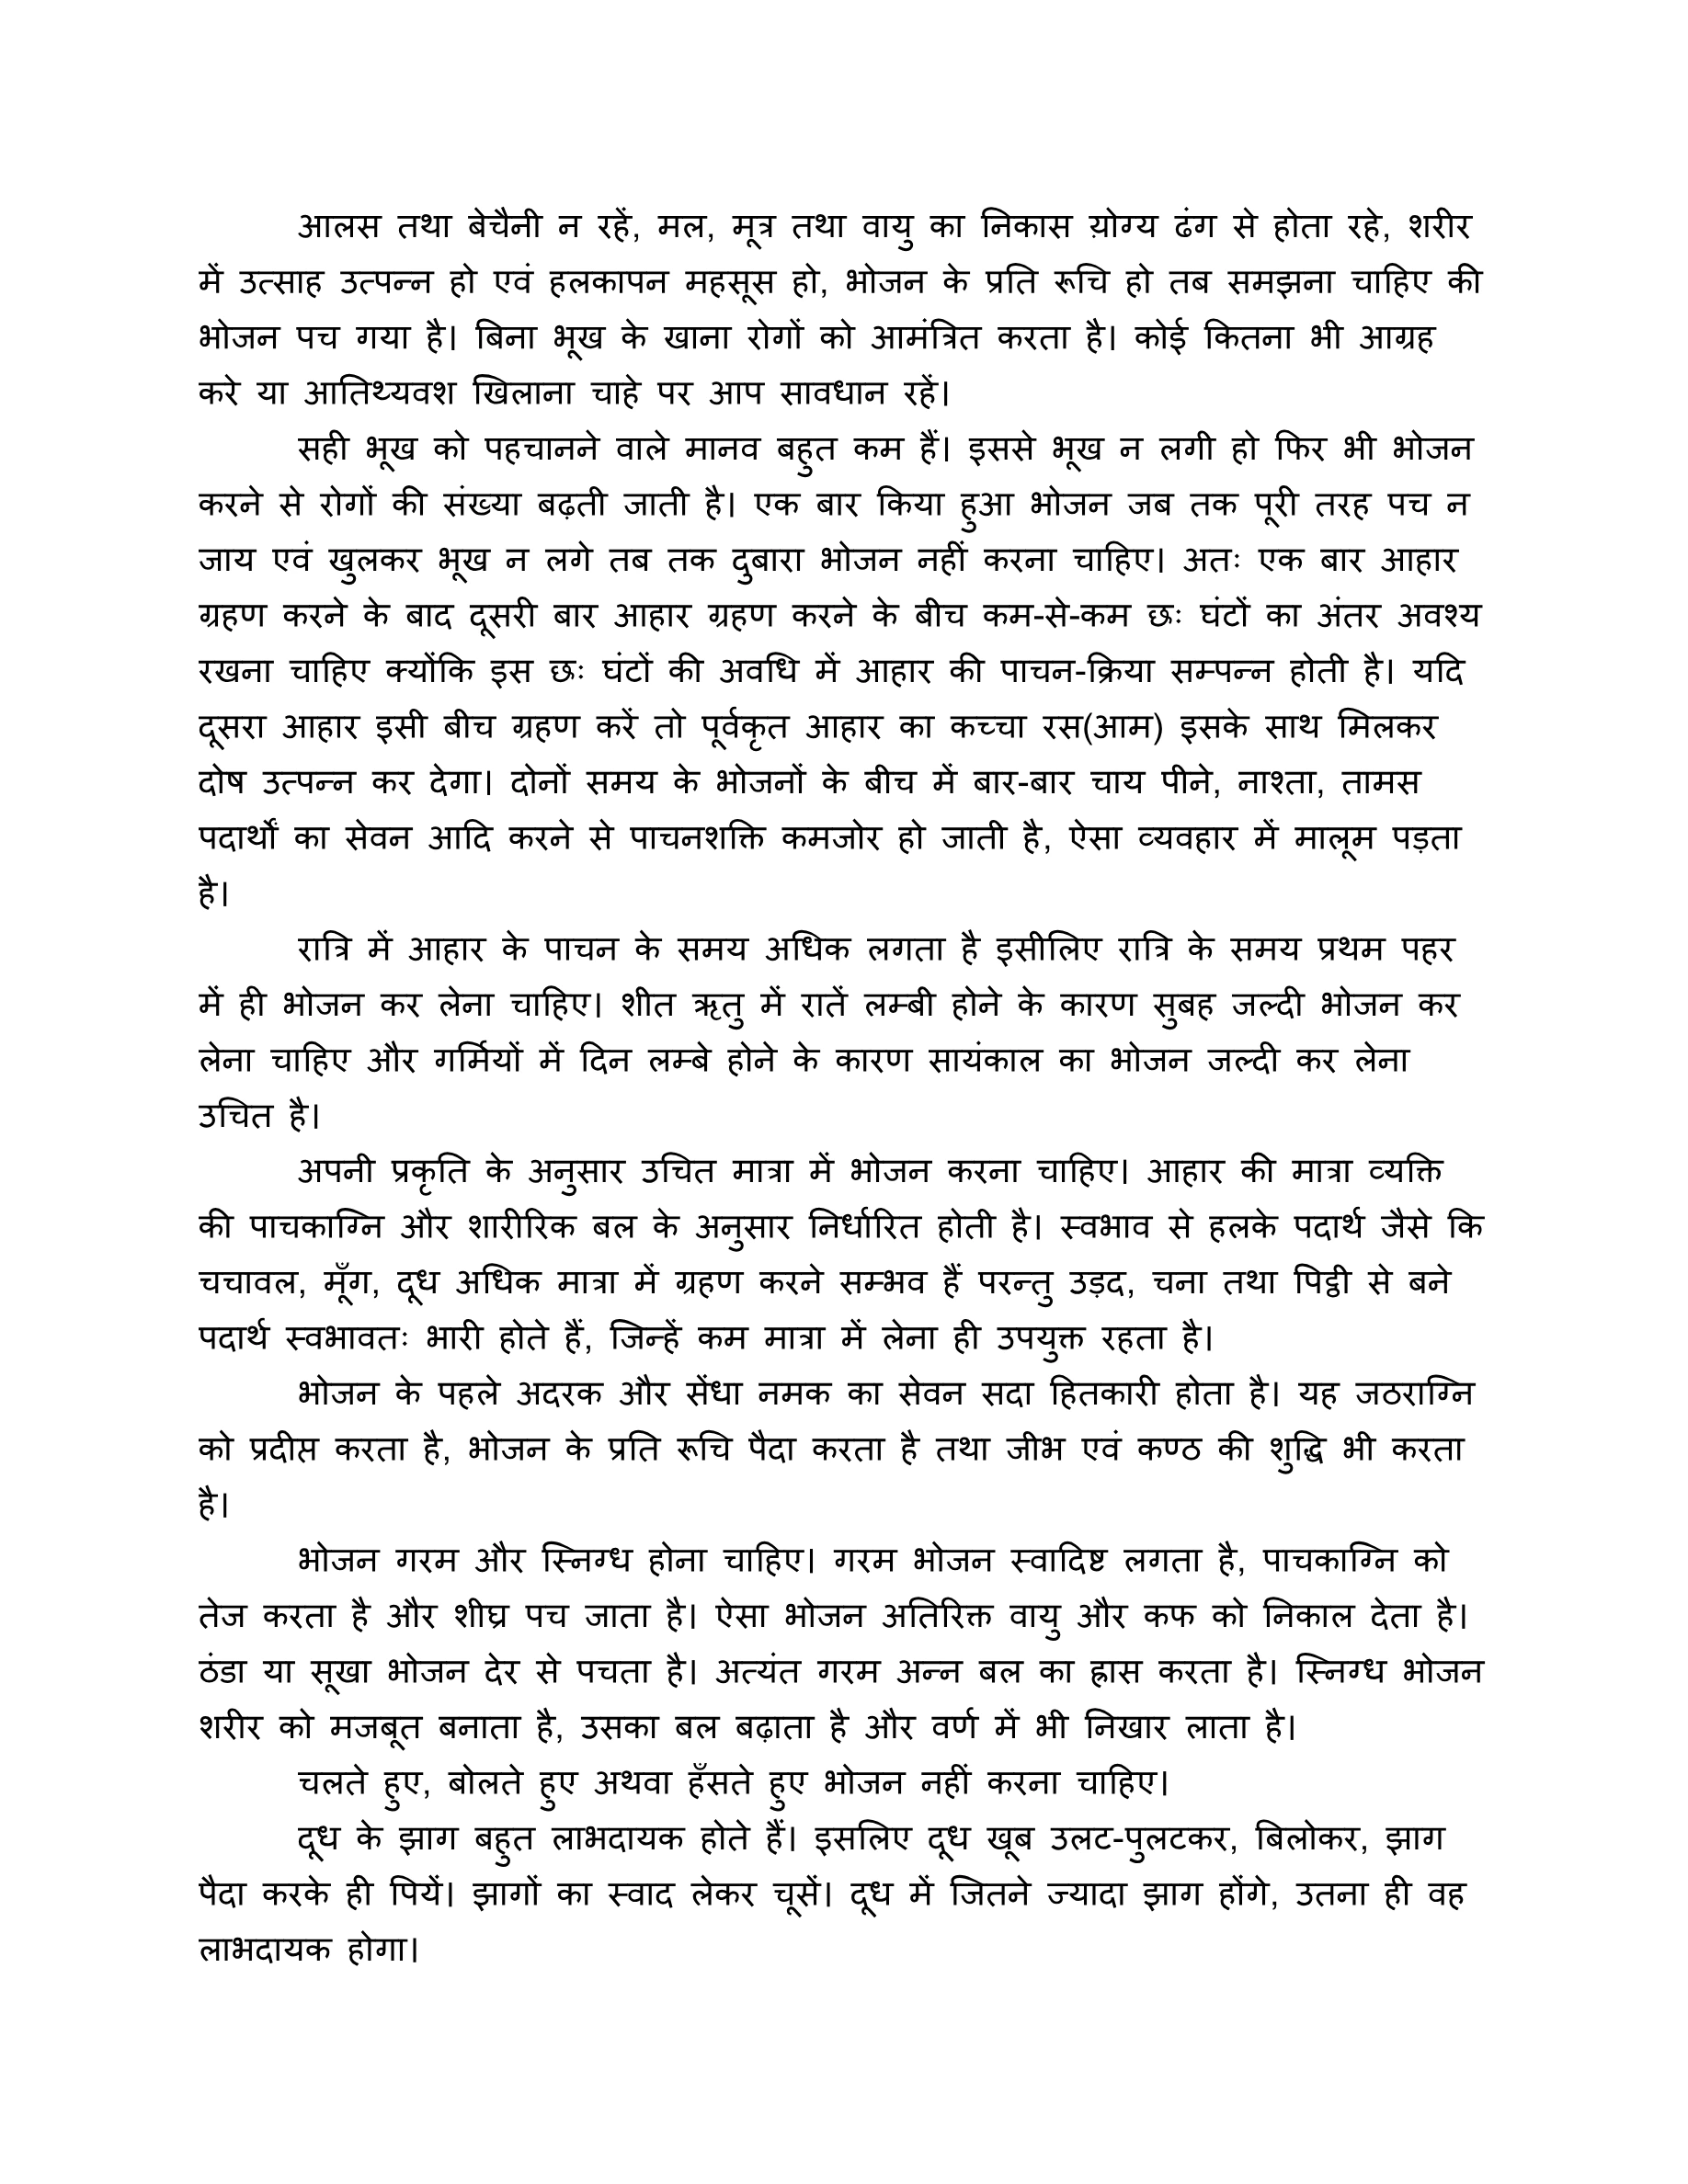 आलस तथा बेचैनी न रहें, मल, मूत्र तथा वायु का निकास य़ोग्य ढंग से होता रहे, शरीर
में उत्साह उत्पन्न हो एवं हलकापन महसूस हो, भोजन के प्रति रूचि हो तब समझना चाहिए की
भोजन पच गया है। बिना भूख के खाना रोगों को आमंत्रित करता है। कोई कितना भी आग्रह
करे या आतिथ्यवश खिलाना चाहे पर आप सावधान रहें।
सही भूख को पहचानने वाले मानव बहुत कम हैं। इससे भूख न लगी हो फिर भी भोजन
करने से रोगों की संख्या बढ़ती जाती है। एक बार किया हुआ भोजन जब तक पूरी तरह पच न
जाय एवं खुलकर भूख न लगे तब तक दुबारा भोजन नहीं करना चाहिए। अतः एक बार आहार
ग्रहण करने के बाद दूसरी बार आहार ग्रहण करने के बीच कम-से-कम छः घंटों का अंतर अवश्य
रखना चाहिए क्योंकि इस छः घंटों की अवधि में आहार की पाचन-क्रिया सम्पन्न होती है। यदि
दूसरा आहार इसी बीच ग्रहण करें तो पूर्वकृत आहार का कच्चा रस(आम) इसके साथ मिलकर
दोष उत्पन्न कर देगा। दोनों समय के भोजनों के बीच में बार-बार चाय पीने, नाश्ता, तामस
पदार्थों का सेवन आदि करने से पाचनशक्ति कमजोर हो जाती है, ऐसा व्यवहार में मालूम पड़ता
है।
रात्रि में आहार के पाचन के समय अधिक लगता है इसीलिए रात्रि के समय प्रथम पहर
में ही भोजन कर लेना चाहिए। शीत ऋतु में रातें लम्बी होने के कारण सुबह जल्दी भोजन कर
लेना चाहिए और गर्मियों में दिन लम्बे होने के कारण सायंकाल का भोजन जल्दी कर लेना
उचित है।
अपनी प्रकृति के अनुसार उचित मात्रा में भोजन करना चाहिए। आहार की मात्रा व्यक्ति
की पाचकाग्नि और शारीरिक बल के अनुसार निर्धारित होती है। स्वभाव से हलके पदार्थ जैसे कि
चचावल, मूँग, दूध अधिक मात्रा में ग्रहण करने सम्भव हैं परन्तु उड़द, चना तथा पिट्ठी से बने
पदार्थ स्वभावतः भारी होते हैं, जिन्हें कम मात्रा में लेना ही उपयुक्त रहता है।
भोजन के पहले अदरक और सेंधा नमक का सेवन सदा हितकारी होता है। यह जठराग्नि
को प्रदीप्त करता है, भोजन के प्रति रूचि पैदा करता है तथा जीभ एवं कण्ठ की शुद्धि भी करता
है।
भोजन गरम और स्निग्ध होना चाहिए। गरम भोजन स्वादिष्ट लगता है, पाचकाग्नि को
तेज करता है और शीघ्र पच जाता है। ऐसा भोजन अतिरिक्त वायु और कफ को निकाल देता है।
ठंडा या सूखा भोजन देर से पचता है। अत्यंत गरम अन्न बल का ह्रास करता है। स्निग्ध भोजन
शरीर को मजबूत बनाता है, उसका बल बढ़ाता है और वर्ण में भी निखार लाता है।
चलते हुए, बोलते हुए अथवा हँसते हुए भोजन नहीं करना चाहिए।
दूध के झाग बहुत लाभदायक होते हैं। इसलिए दूध खूब उलट-पुलटकर, बिलोकर, झाग
पैदा करके ही पियें। झागों का स्वाद लेकर चूसें। दूध में जितने ज्यादा झाग होंगे, उतना ही वह
लाभदायक होगा।